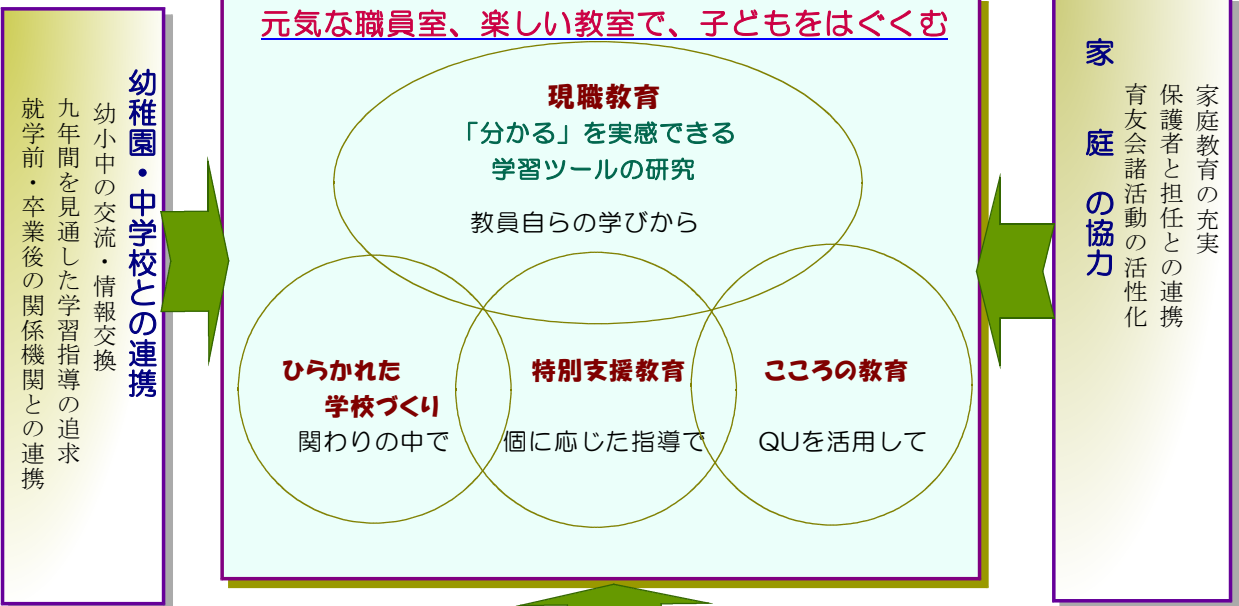 元気な職員室、楽しい教室で、子どもをはぐくむ
現職教育
「分かる」を実感できる
学習ツールの研究
教員自らの学びから
ひらかれた
学校づくり
関わりの中で
特別支援教育
個に応じた指導で
こころの教育
QUを活用して
幼稚園・中学校との連携
幼小中の交流・情報交換
九年間を見通した学習指導の追求
就学前・卒業後の関係機関との連携
家庭教育の充実
保護者と担任との連携
育友会諸活動の活性化
家 庭 の協力